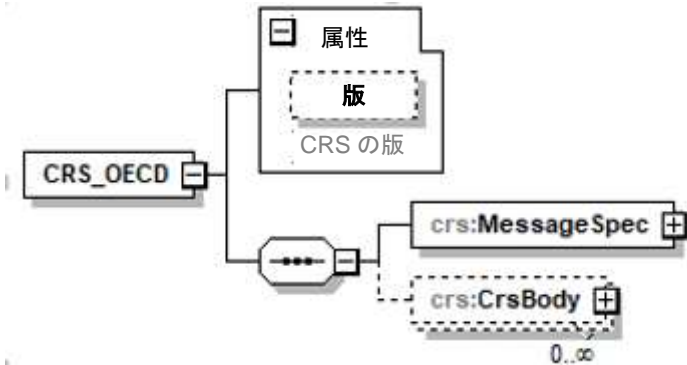 属性
版
CRS の版
CRS_OECD
crs:MessageSpec
crs:CrsBody
0..∞